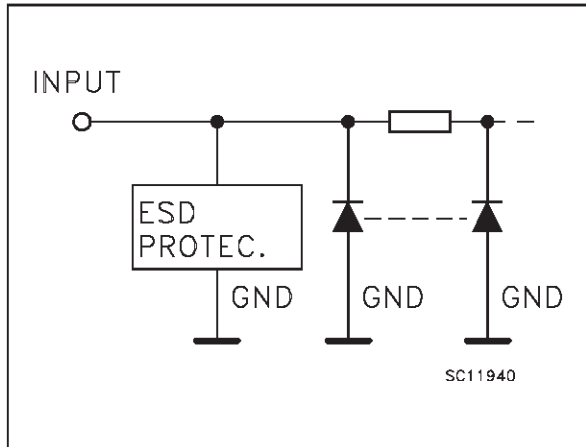 INPUT
ESD
PROTEC.
GND
GND
GND
SC11940